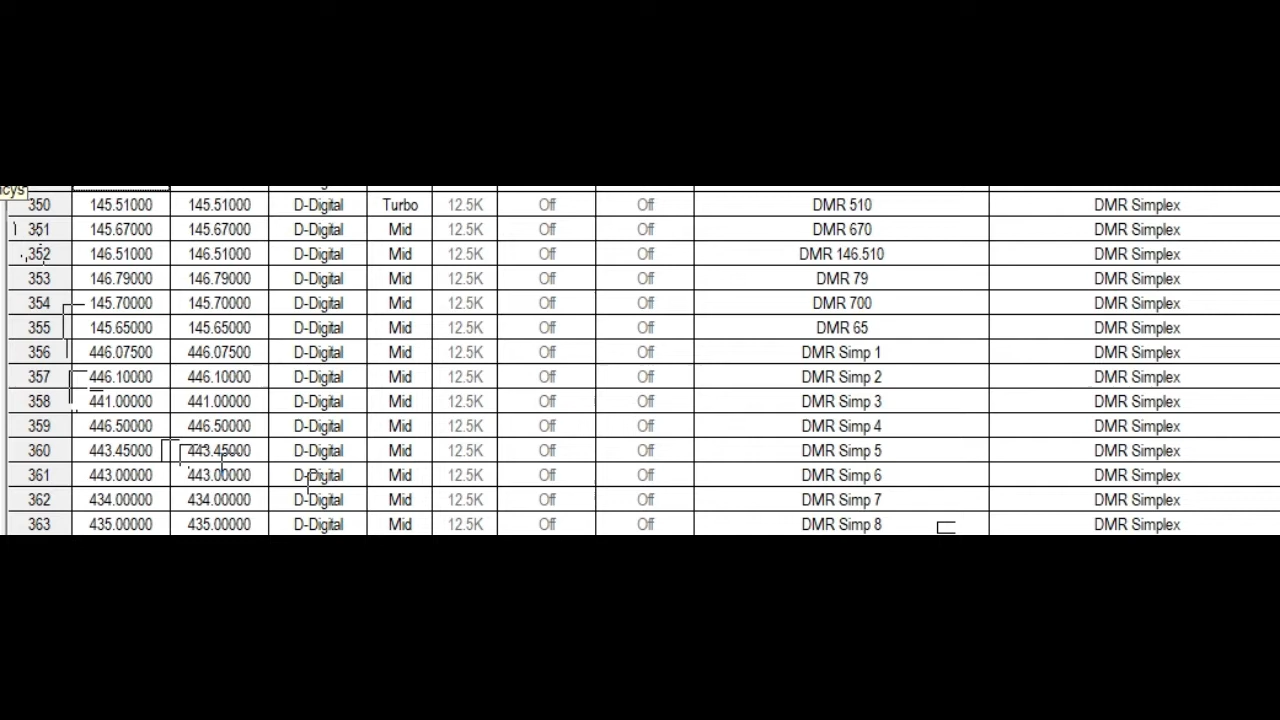 icys
350 145.51000 145.51000 D-Digital Turbo 12.5K Off Off DMR 510 DMR Simplex
351 145.67000 145.67000 D-Digital Mid 12.5K Off Off DMR 670 DMR Simplex
352 146.51000 146.51000 D-Digital Mid 12.5K Off Off DMR 146.510 DMR Simplex
353 146.79000 146.79000 D-Digital Mid 12.5K Off Off DMR 79 DMR Simplex
354 145.70000 145.70000 D-Digital Mid 12.5K Off Off DMR 700 DMR Simplex
355 145.65000 145.65000 D-Digital Mid 12.5K Off Off DMR 65 DMR Simplex
356 446.07500 446.07500 D-Digital Mid 12.5K Off Off DMR Simp 1 DMR Simplex
357 446.10000 446.10000 D-Digital Mid 12.5K Off Off DMR Simp 2 DMR Simplex
358 441.00000 441.00000 D-Digital Mid 12.5K Off Off DMR Simp 3 DMR Simplex
359 446.50000 446.50000 D-Digital Mid 12.5K Off Off DMR Simp 4 DMR Simplex
360 443.45000 443.45000 D-Digital Mid 12.5K Off Off DMR Simp 5 DMR Simplex
361 443.00000 443.00000 D-Digital Mid 12.5K Off Off DMR Simp 6 DMR Simplex
362 434.00000 434.00000 D-Digital Mid 12.5K Off Off DMR Simp 7 DMR Simplex
363 435.00000 435.00000 D-Digital Mid 12.5K Off Off DMR Simp 8 DMR Simplex